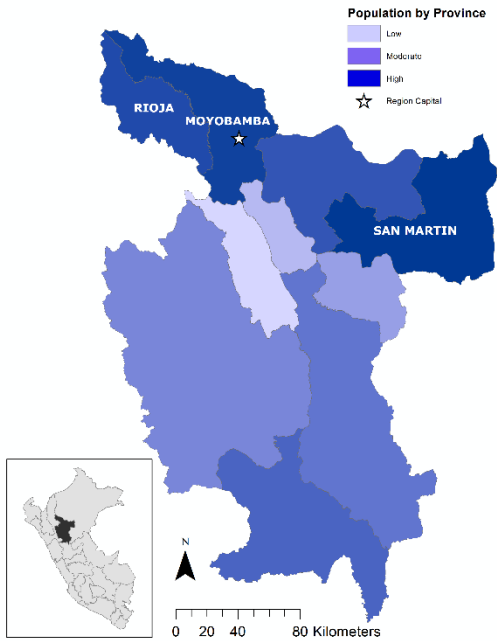 Population by Province
Low
Moderate
High
Region Capital
RIOJA
MOYOBAMBA
SAN MARTIN
N
0 20 40 80 Kilometers